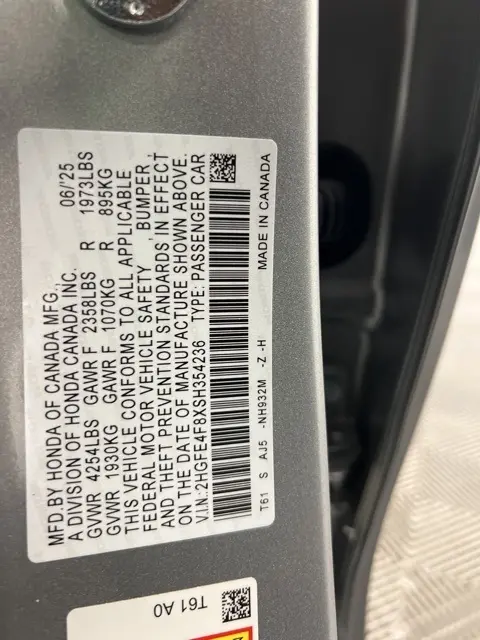 MFD.BY HONDA OF CANADA MFG.,
A DIVISION OF HONDA CANADA INC. 06/'25
GVWR 4254LBS GAWR F 2358LBS R 1973LBS
GVWR 1930KG GAWR F 1070KG R 895KG
THIS VEHICLE CONFORMS TO ALL APPLICABLE
FEDERAL MOTOR VEHICLE SAFETY , BUMPER ,
AND THEFT PREVENTION STANDARDS, IN EFFECT
ON THE DATE OF MANUFACTURE SHOWN ABOVE.
V.I.N:2HGFE4F8XSH354236 TYPE: PASSENGER CAR
T61 S AJ5 -NH932M -Z -H MADE IN CANADA
T61 A0